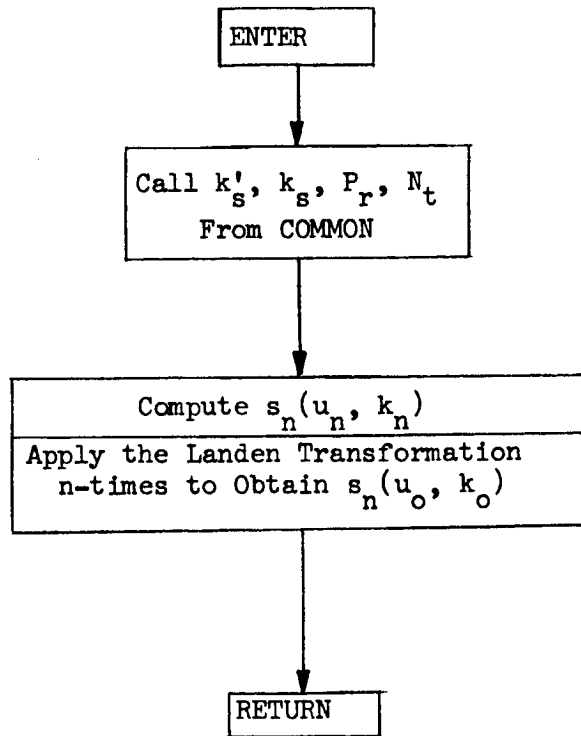 ENTER
Call k's, ks, Pr, Nt
From COMMON
Compute sn(un, kn)
Apply the Landen Transformation
n-times to Obtain sn(uo, ko)
RETURN